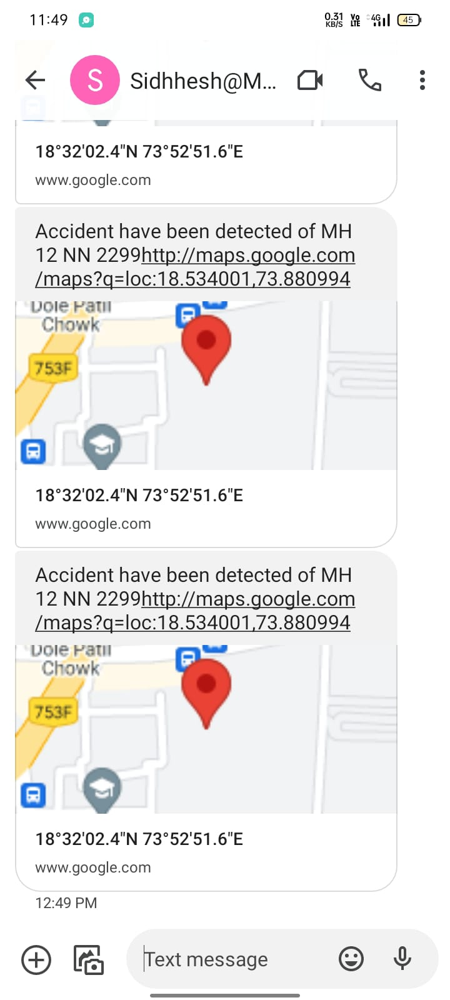 11:49
0.31
KB/S
Vo
LTE
4G
45
S
Sidhhesh@M...
18°32'02.4"N 73°52'51.6"E
www.google.com
Accident have been detected of MH
12 NN 2299http://maps.google.com
/maps?q=loc:18.534001,73.880994
Dole Patil
Chowk
753F
18°32'02.4"N 73°52'51.6"E
www.google.com
Accident have been detected of MH
12 NN 2299http://maps.google.com
/maps?q=loc:18.534001,73.880994
Dole Patil
Chowk
753F
18°32'02.4"N 73°52'51.6"E
www.google.com
12:49 PM
Text message